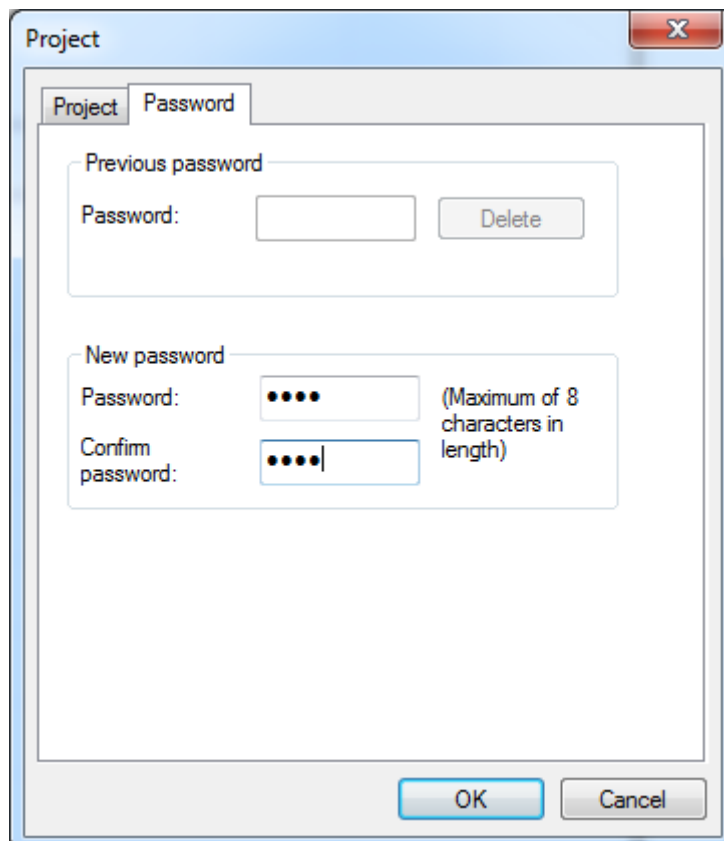 Project
Project Password
Previous password
Password:
Delete
New password
Password: ••••
(Maximum of 8
characters in
length)
Confirm
password: ••••
OK Cancel